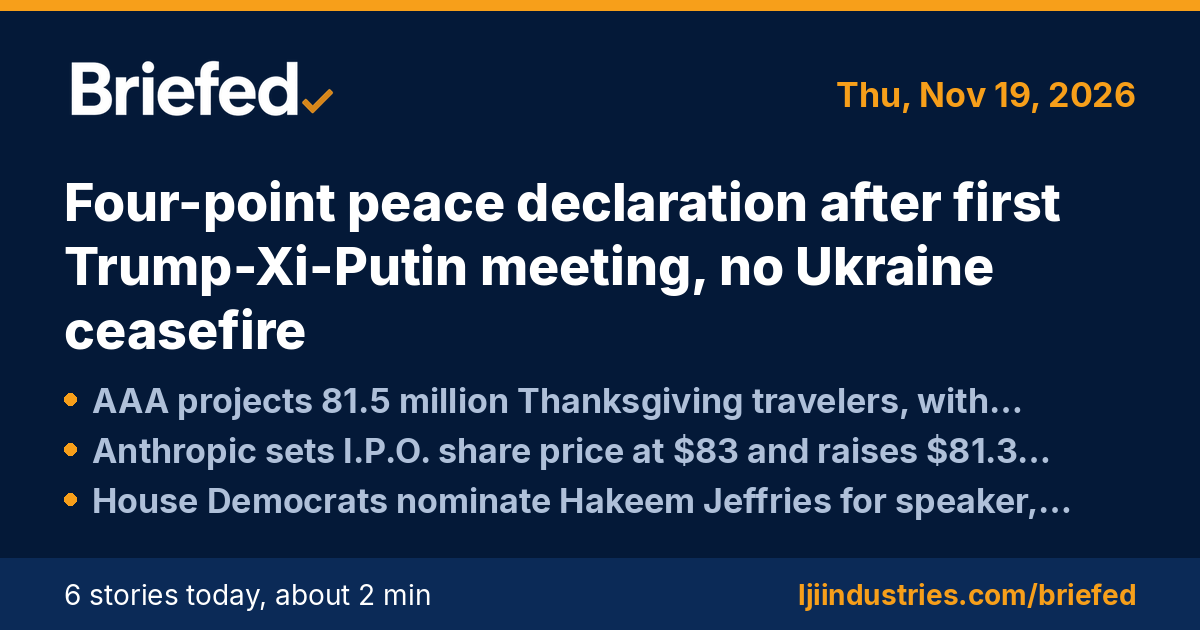 Briefed
Thu, Nov 19, 2026
Four-point peace declaration after first
Trump-Xi-Putin meeting, no Ukraine
ceasefire
AAA projects 81.5 million Thanksgiving travelers, with…
Anthropic sets I.P.O. share price at $83 and raises $81.3…
House Democrats nominate Hakeem Jeffries for speaker,…
6 stories today, about 2 min
ljiindustries.com/briefed